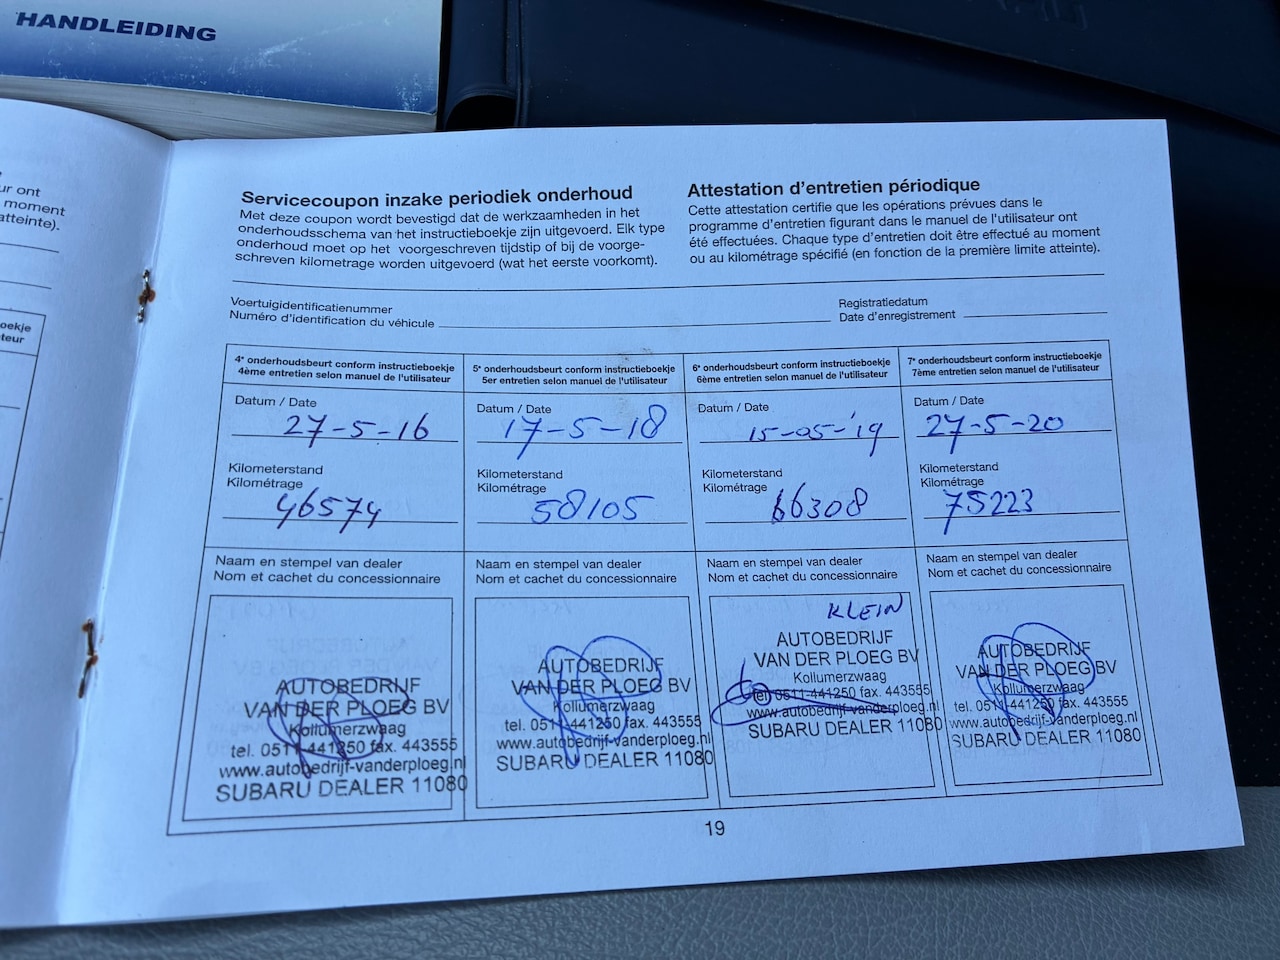 HANDLEIDING
ur ont
moment
atteinte).
oekje
teur
Servicecoupon inzake periodiek onderhoud
Met deze coupon wordt bevestigd dat de werkzaamheden in het
onderhoudsschema van het instructieboekje zijn uitgevoerd. Elk type
onderhoud moet op het voorgeschreven tijdstip of bij de voorge-
schreven kilometrage worden uitgevoerd (wat het eerste voorkomt).
Attestation d'entretien périodique
Cette attestation certifie que les opérations prévues dans le
programme d'entretien figurant dans le manuel de l'utilisateur ont
été effectuées. Chaque type d'entretien doit être effectué au moment
ou au kilométrage spécifié (en fonction de la première limite atteinte).
Voertuigidentificatienummer
Numéro d'identification du véhicule
Registratiedatum
Date d'enregistrement
4e onderhoudsbeurt conform instructieboekje
4ème entretien selon manuel de l'utilisateur
Datum / Date
27-5-16
Kilometerstand
Kilométrage
46574
Naam en stempel van dealer
Nom et cachet du concessionnaire
AUTOBEDRIJF
VAN DER PLOEG BV
Kollumerzwaag
tel. 0511-441250 fax. 443555
www.autobedrijf-vanderploeg.nl
SUBARU DEALER 11080
5e onderhoudsbeurt conform instructieboekje
5er entretien selon manuel de l'utilisateur
Datum / Date
17-5-18
Kilometerstand
Kilométrage
58105
Naam en stempel van dealer
Nom et cachet du concessionnaire
AUTOBEDRIJF
VAN DER PLOEG BV
Kollumerzwaag
tel. 0511-441250 fax. 443555
www.autobedrijf-vanderploeg.nl
SUBARU DEALER 11080
6e onderhoudsbeurt conform instructieboekje
6ème entretien selon manuel de l'utilisateur
Datum / Date
15-05-'19
Kilometerstand
Kilométrage
66308
Naam en stempel van dealer
Nom et cachet du concessionnaire
KLEIN
AUTOBEDRIJF
VAN DER PLOEG BV
Kollumerzwaag
tel. 0511-441250 fax. 443555
www.autobedrijf-vanderploeg.nl
SUBARU DEALER 11080
7e onderhoudsbeurt conform instructieboekje
7ème entretien selon manuel de l'utilisateur
Datum / Date
27-5-20
Kilometerstand
Kilométrage
75223
Naam en stempel van dealer
Nom et cachet du concessionnaire
AUTOBEDRIJF
VAN DER PLOEG BV
Kollumerzwaag
tel. 0511-441250 fax. 443555
www.autobedrijf-vanderploeg.nl
SUBARU DEALER 11080
19